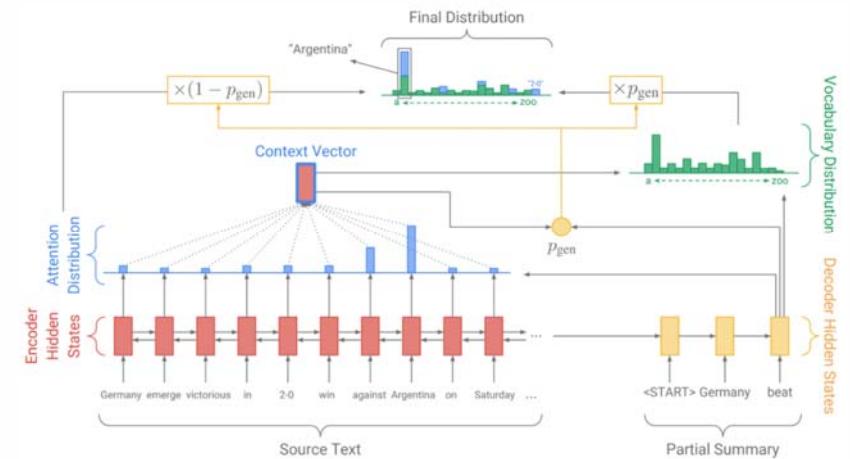 Final Distribution
"Argentina"
×(1 − pgen)
"2-0"
×pgen
a zoo
Context Vector
Vocabulary Distribution
a zoo
Attention
Distribution
pgen
Encoder
Hidden
States
...
Decoder Hidden States
Germany emerge victorious in 2-0 win against Argentina on Saturday ...
<START> Germany beat
Source Text
Partial Summary